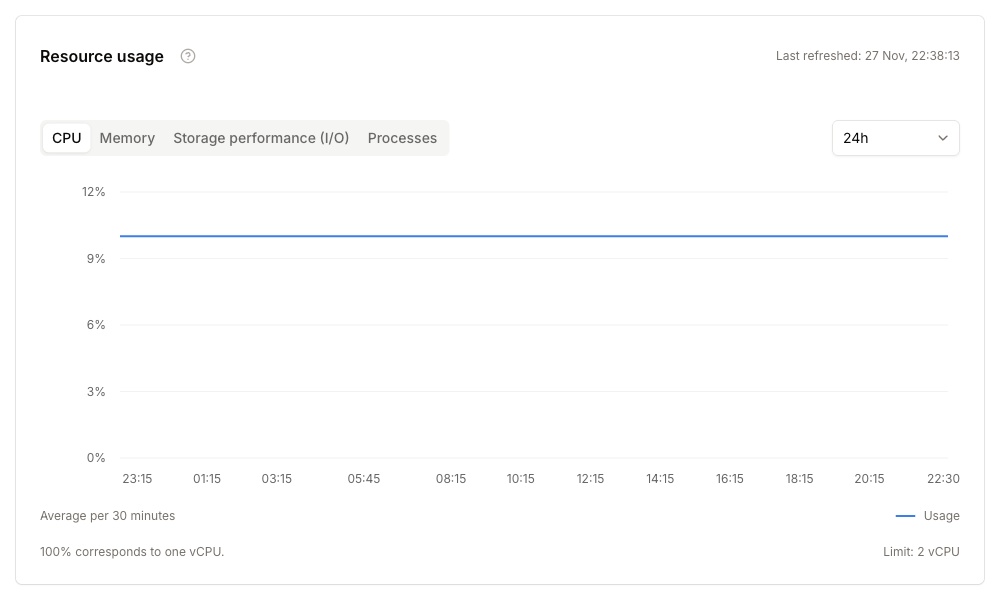 Resource usage
Last refreshed: 27 Nov, 22:38:13
CPU Memory Storage performance (I/O) Processes
24h
12%
9%
6%
3%
0%
23:15 01:15 03:15 05:45 08:15 10:15 12:15 14:15 16:15 18:15 20:15 22:30
Average per 30 minutes
Usage
100% corresponds to one vCPU.
Limit: 2 vCPU